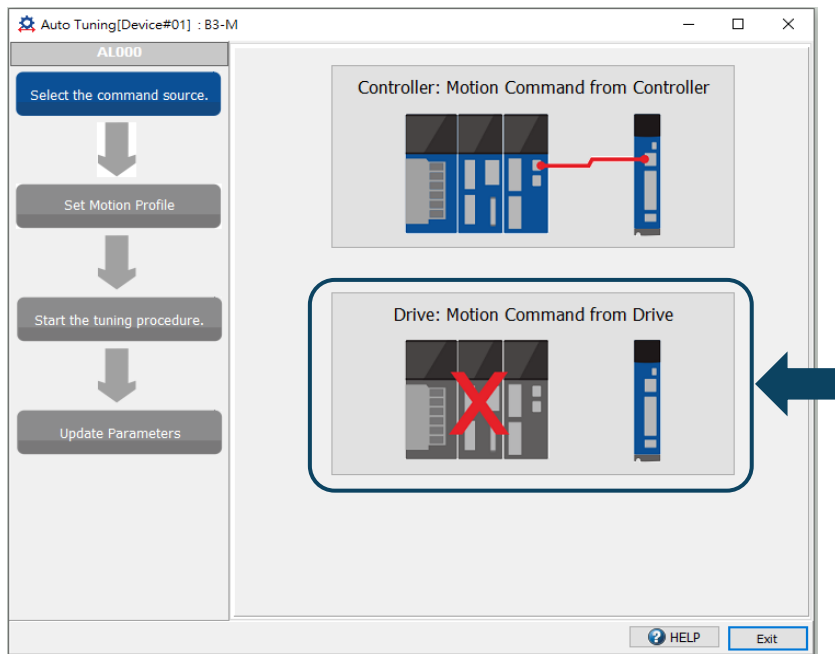 Auto Tuning[Device#01] : B3-M
AL000
Select the command source.
Set Motion Profile
Start the tuning procedure.
Update Parameters
Controller: Motion Command from Controller
Drive: Motion Command from Drive
HELP
Exit